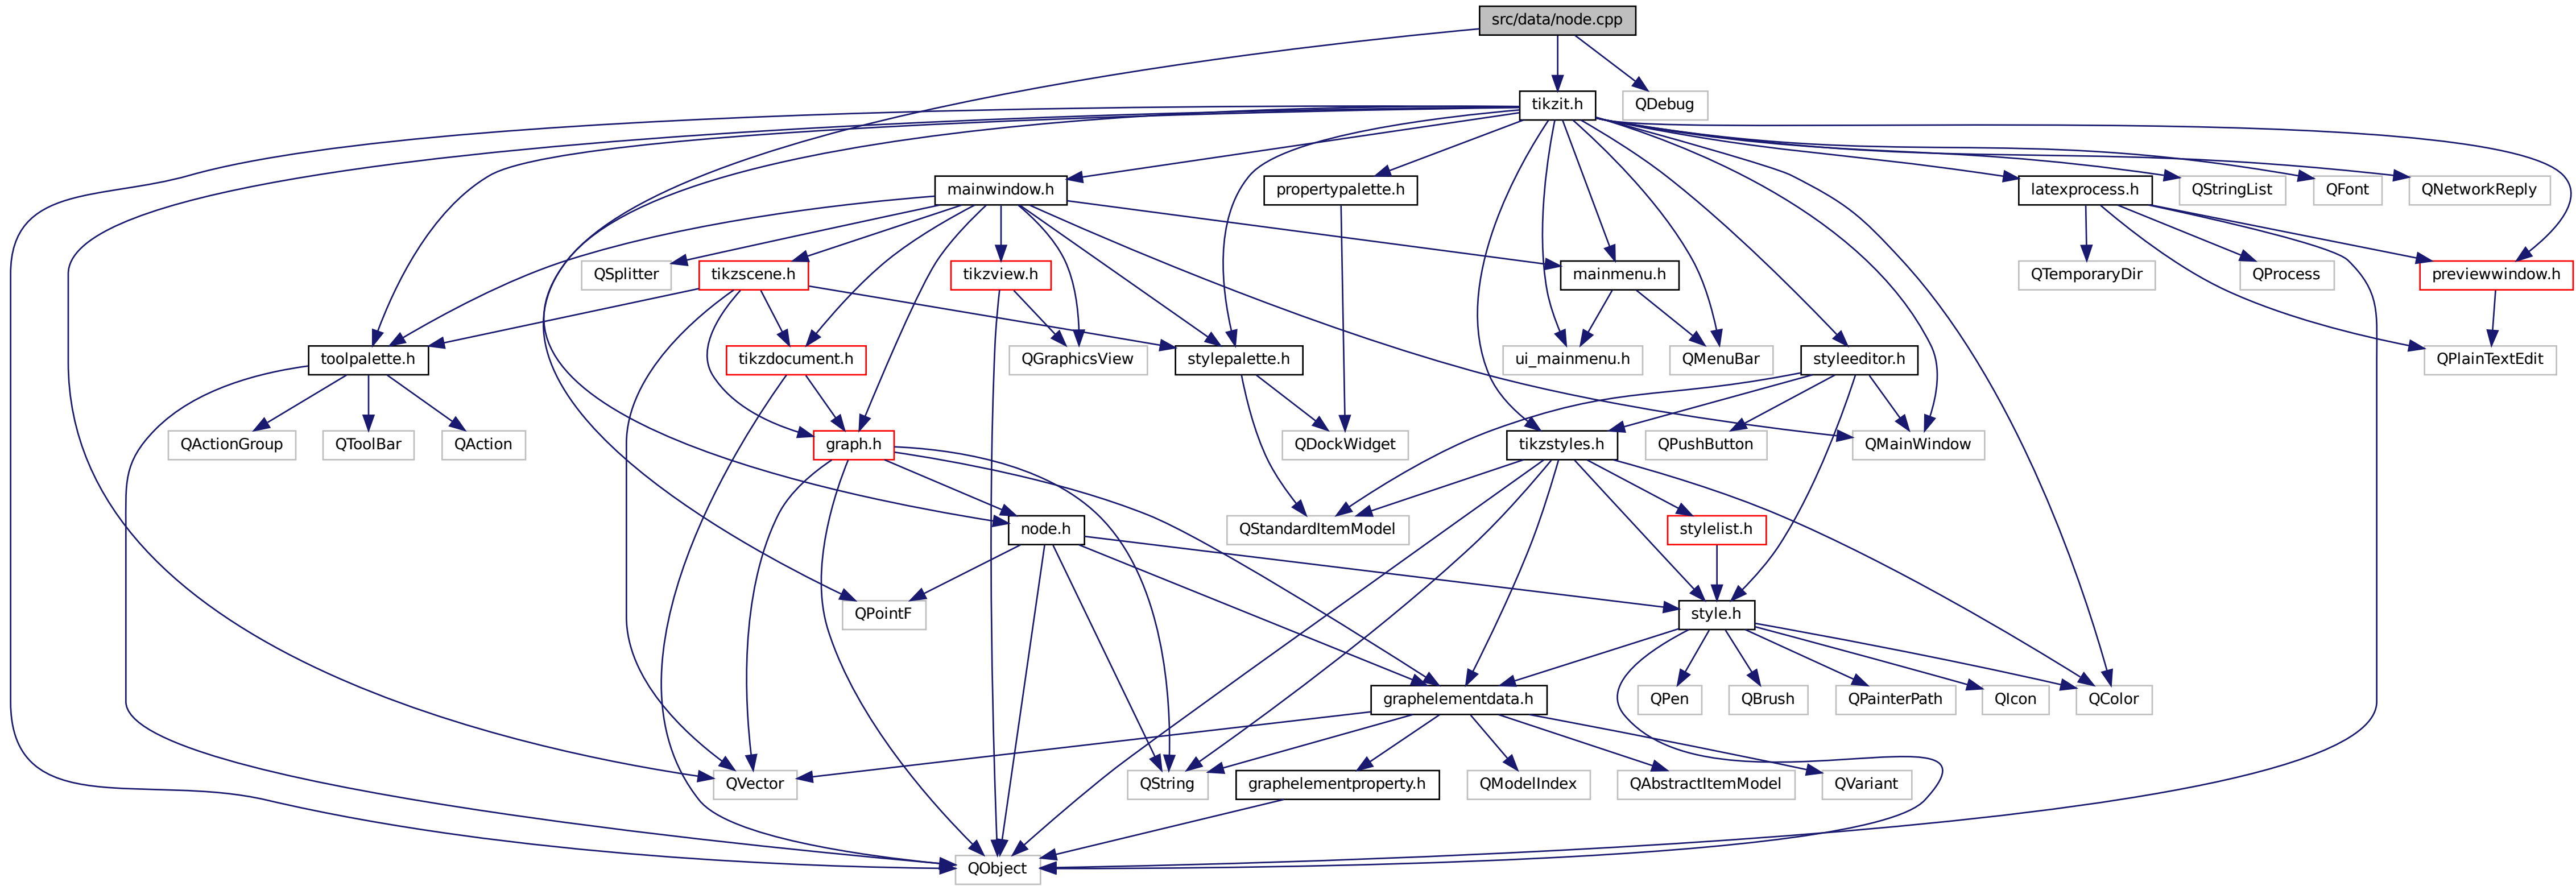 src/data/node.cpp
tikzit.h
QDebug
mainwindow.h
propertypalette.h
latexprocess.h
QStringList
QFont
QNetworkReply
QSplitter
tikzscene.h
tikzview.h
mainmenu.h
QTemporaryDir
QProcess
previewwindow.h
toolpalette.h
tikzdocument.h
QGraphicsView
stylepalette.h
ui_mainmenu.h
QMenuBar
styleeditor.h
QPlainTextEdit
QActionGroup
QToolBar
QAction
graph.h
QDockWidget
tikzstyles.h
QPushButton
QMainWindow
node.h
QStandardItemModel
stylelist.h
QPointF
style.h
graphelementdata.h
QPen
QBrush
QPainterPath
QIcon
QColor
QVector
QString
graphelementproperty.h
QModelIndex
QAbstractItemModel
QVariant
QObject